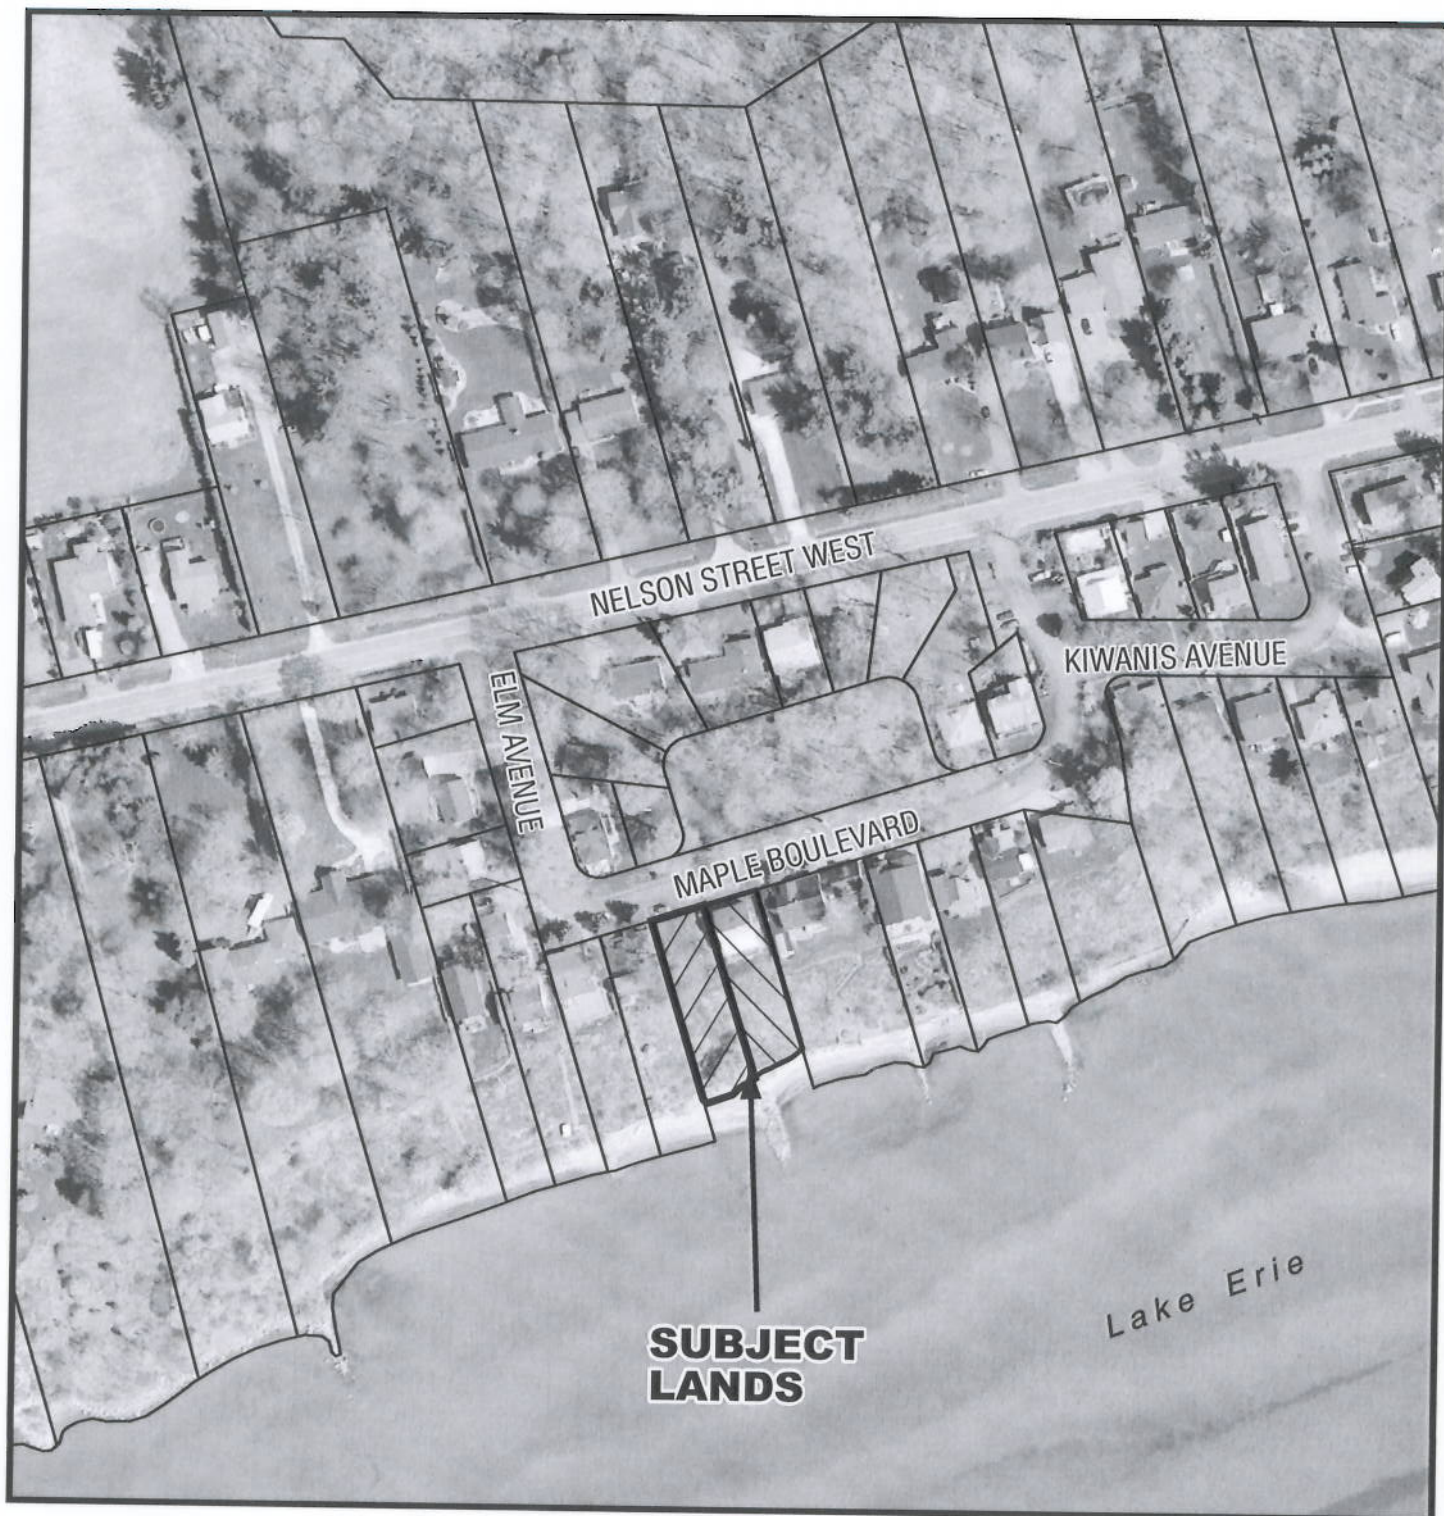 NELSON STREET WEST
KIWANIS AVENUE
ELM AVENUE
MAPLE BOULEVARD
Lake Erie
SUBJECT
LANDS